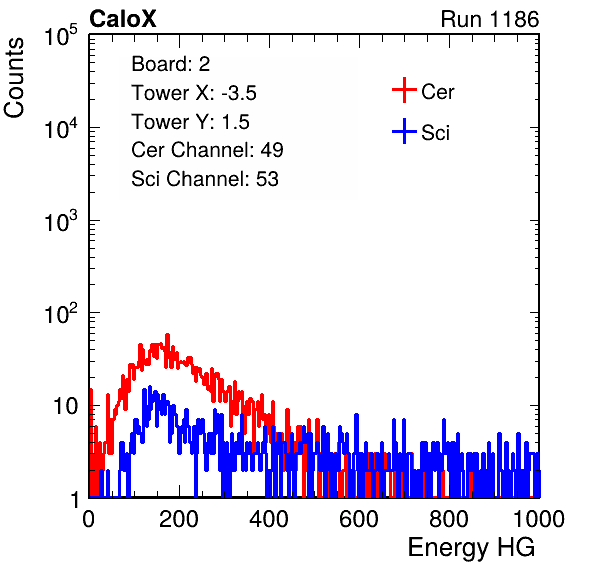 CaloX Run 1186
Counts
10^5
10^4
10^3
10^2
10
1
Board: 2
Tower X: -3.5
Tower Y: 1.5
Cer Channel: 49
Sci Channel: 53
Cer
Sci
0 200 400 600 800 1000
Energy HG